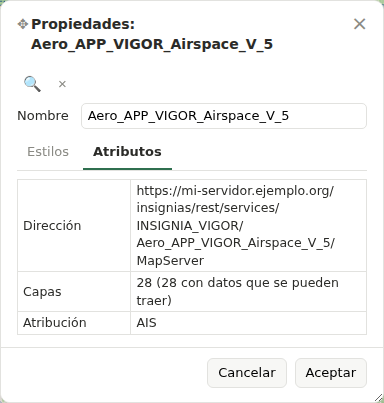 Propiedades:
Aero_APP_VIGOR_Airspace_V_5
Nombre
Aero_APP_VIGOR_Airspace_V_5
Estilos
Atributos
Dirección
https://mi-servidor.ejemplo.org/
insignias/rest/services/
INSIGNIA_VIGOR/
Aero_APP_VIGOR_Airspace_V_5/
MapServer
Capas
28 (28 con datos que se pueden
traer)
Atribución
AIS
Cancelar
Aceptar